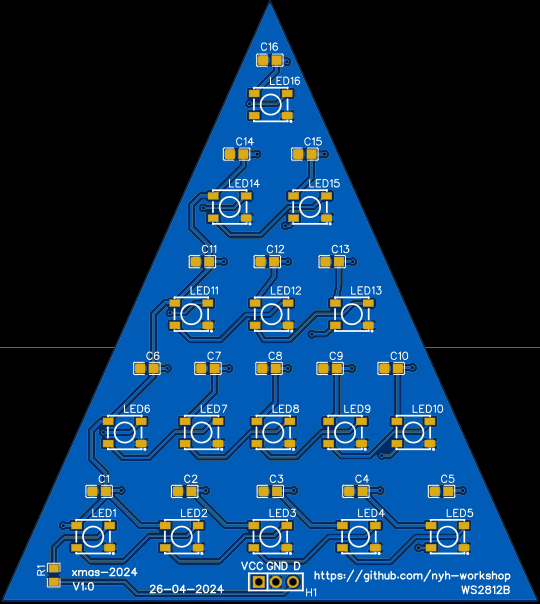 C16
LED16
C14 C15
LED14 LED15
C11 C12 C13
LED11 LED12 LED13
C6 C7 C8 C9 C10
LED6 LED7 LED8 LED9 LED10
C1 C2 C3 C4 C5
LED1 LED2 LED3 LED4 LED5
R1 xmas-2024 VCC GND D https://github.com/nyh-workshop
V1.0 26-04-2024 H1 WS2812B